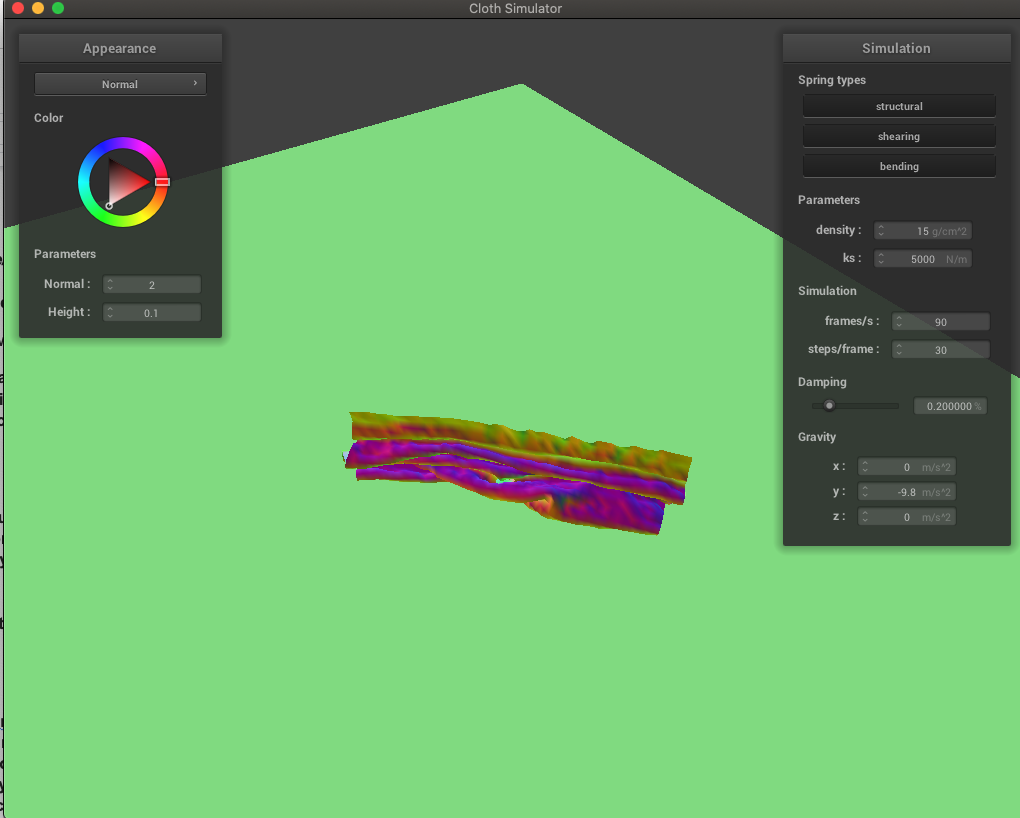 Cloth Simulator
Appearance
Normal
Color
Parameters
Normal :
2
Height :
0.1
Simulation
Spring types
structural
shearing
bending
Parameters
density :
15 g/cm^2
ks :
5000 N/m
Simulation
frames/s :
90
steps/frame :
30
Damping
0.200000 %
Gravity
x :
0 m/s^2
y :
-9.8 m/s^2
z :
0 m/s^2